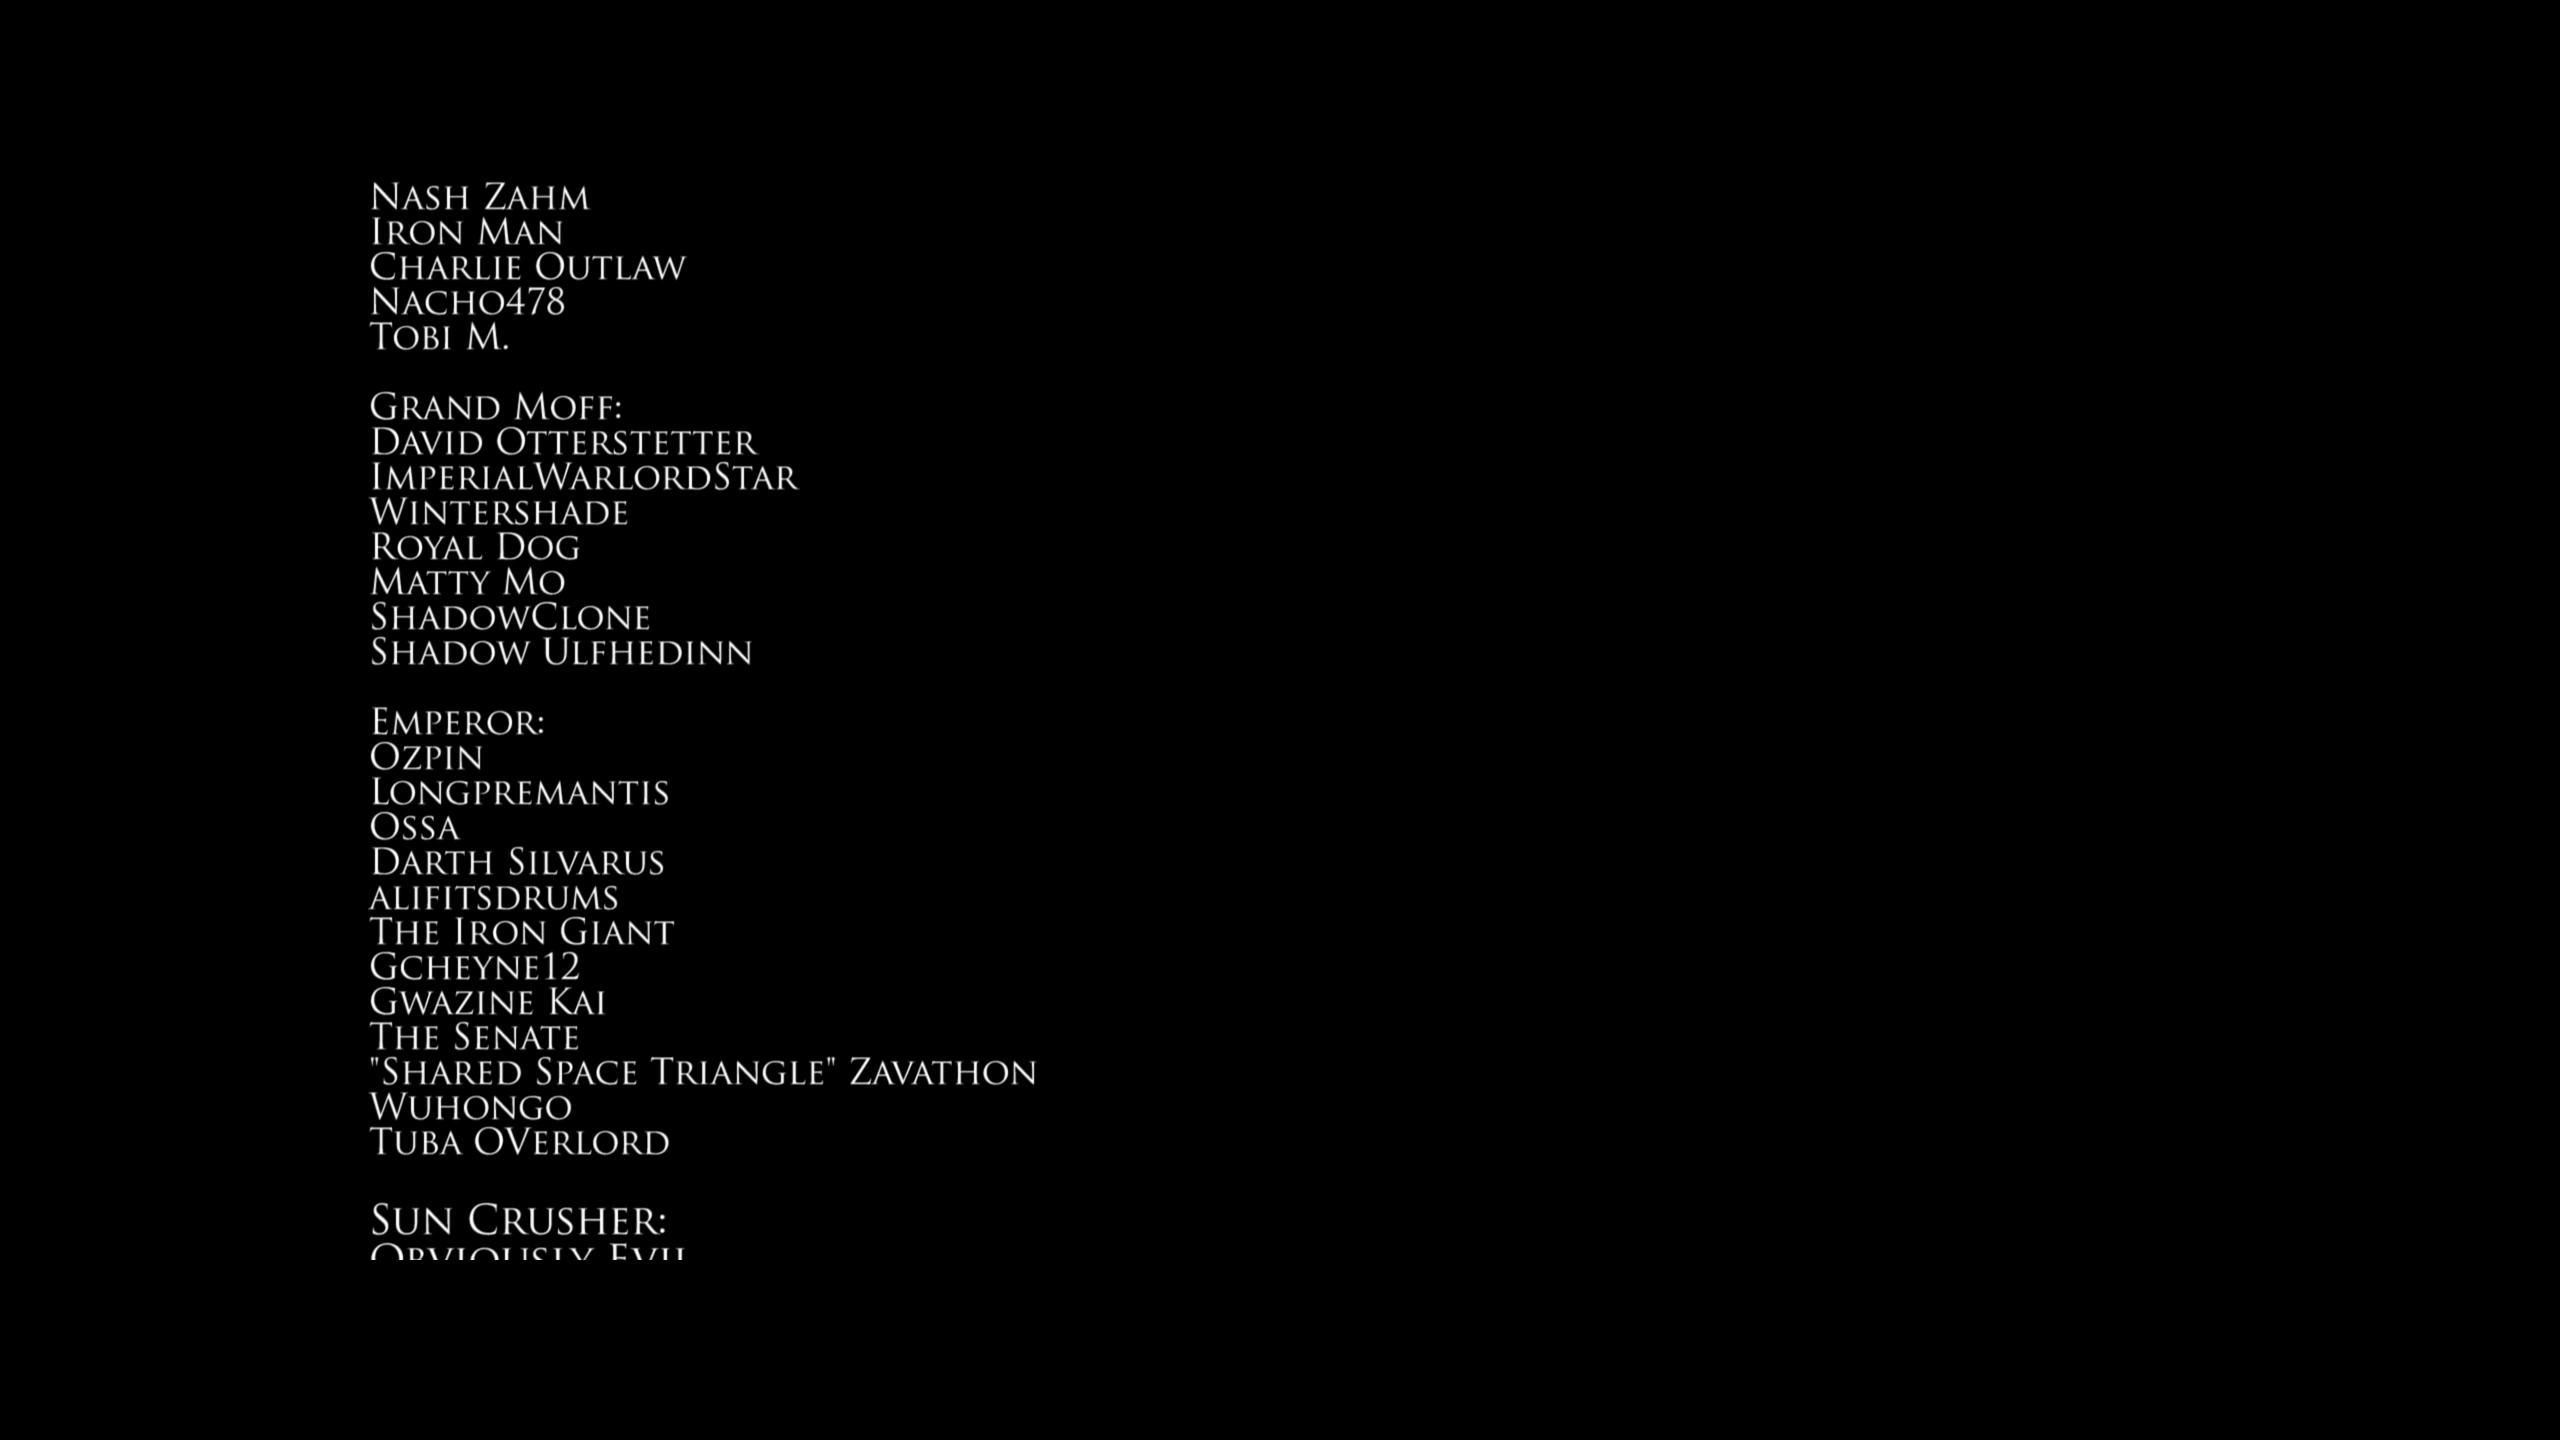 Nash Zahm
Iron Man
Charlie Outlaw
Nacho478
Tobi M.
Grand Moff:
David Otterstetter
ImperialWarlordStar
Wintershade
Royal Dog
Matty Mo
ShadowClone
Shadow Ulfhedinn
Emperor:
Ozpin
Longpremantis
Ossa
Darth Silvarus
alifitsdrums
The Iron Giant
Gcheyne12
Gwazine Kai
The Senate
"Shared Space Triangle" Zavathon
Wuhongo
Tuba OVerlord
Sun Crusher:
Obviously Evil